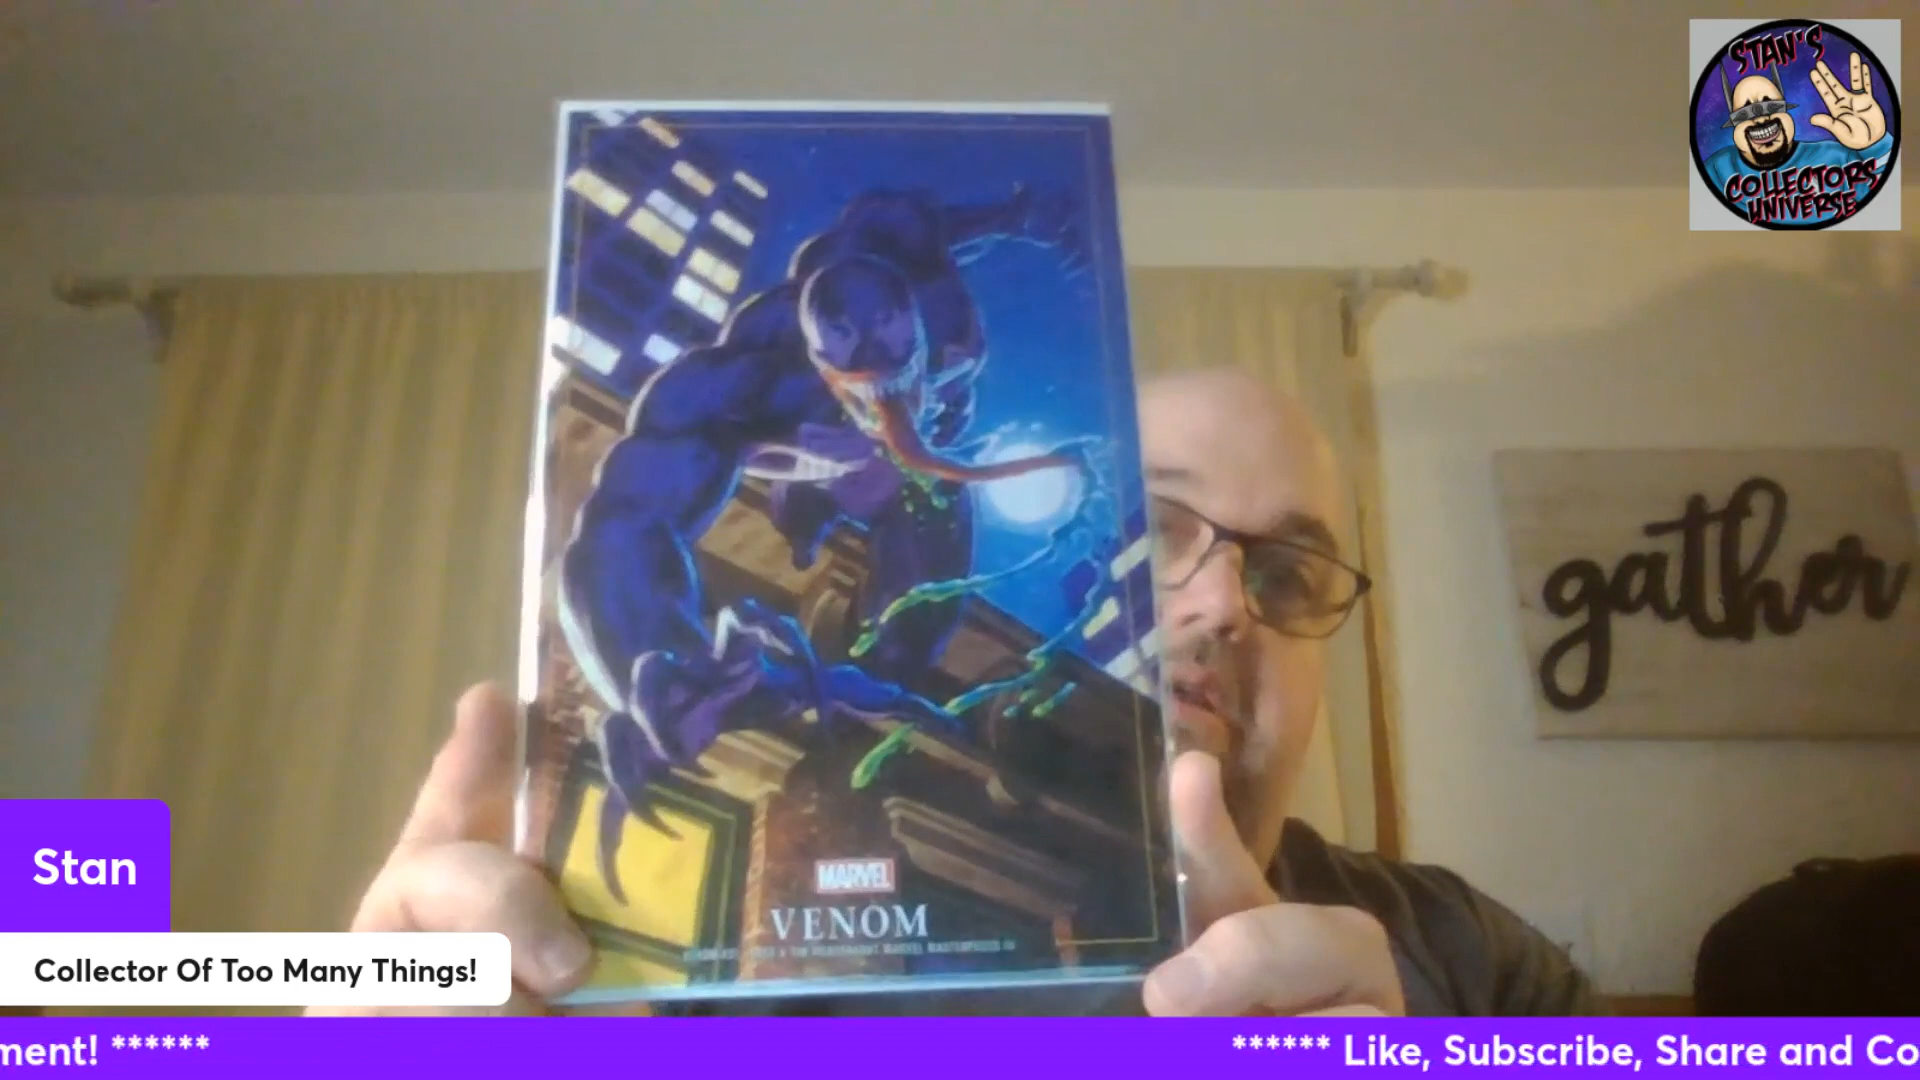 STAN'S
COLLECTORS
UNIVERSE
gather
MARVEL
VENOM
Stan
Collector Of Too Many Things!
ment! ****** ****** Like, Subscribe, Share and Co